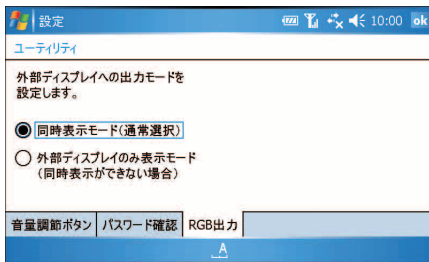 設定 10:00 ok
ユーティリティ
外部ディスプレイへの出力モードを
設定します。
同時表示モード(通常選択)
外部ディスプレイのみ表示モード
(同時表示ができない場合)
音量調節ボタン パスワード確認 RGB出力
A